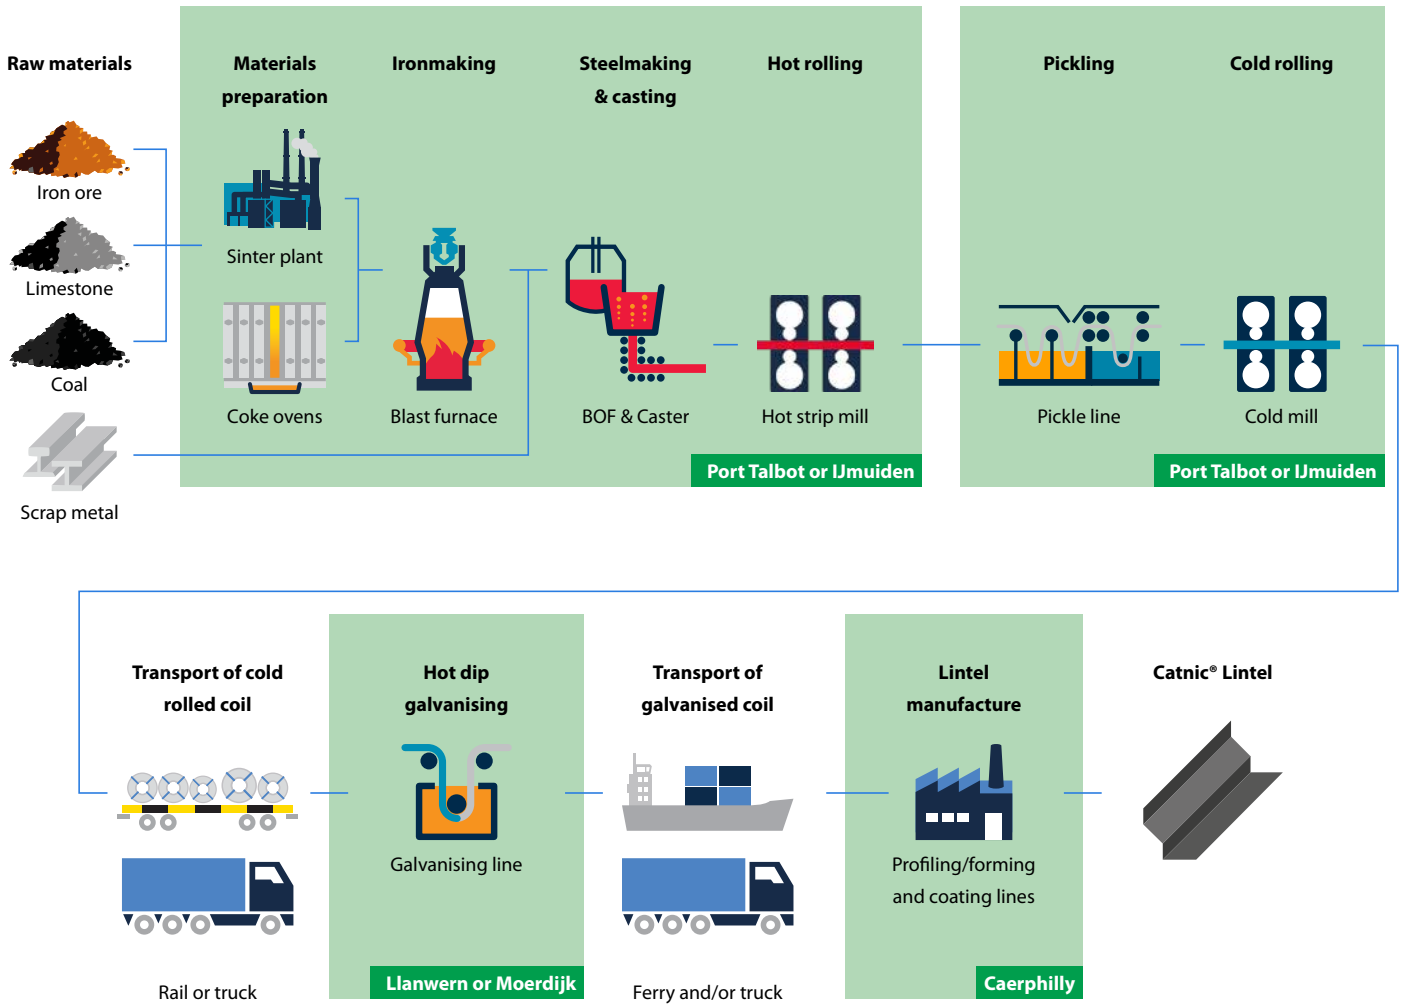 Raw materials
Materials
preparation
Ironmaking
Steelmaking
& casting
Hot rolling
Pickling
Cold rolling
Iron ore
Limestone
Coal
Scrap metal
Sinter plant
Coke ovens
Blast furnace
BOF & Caster
Hot strip mill
Pickle line
Cold mill
Port Talbot or IJmuiden
Port Talbot or IJmuiden
Transport of cold
rolled coil
Hot dip
galvanising
Transport of
galvanised coil
Lintel
manufacture
Catnic® Lintel
Galvanising line
Profiling/forming
and coating lines
Rail or truck
Llanwern or Moerdijk
Ferry and/or truck
Caerphilly